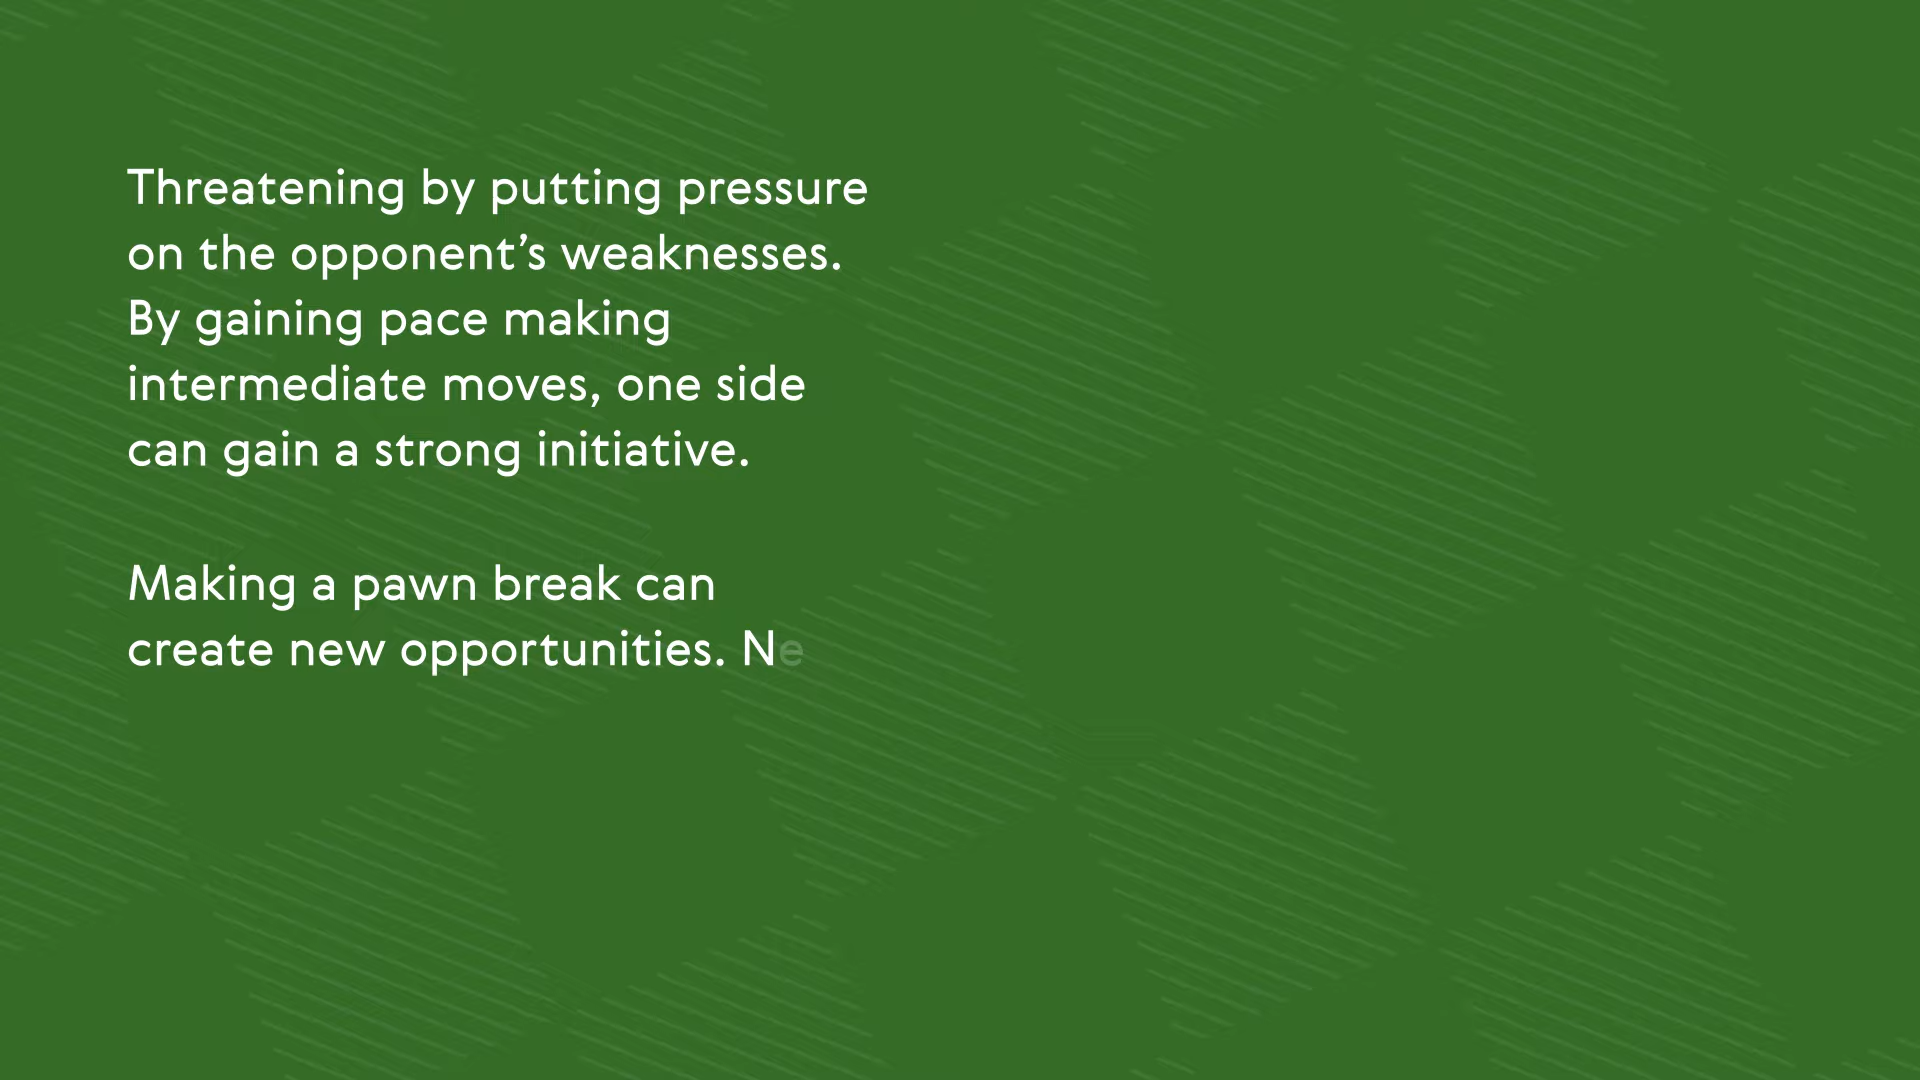 Threatening by putting pressure
on the opponent’s weaknesses.
By gaining pace making
intermediate moves, one side
can gain a strong initiative.
Making a pawn break can
create new opportunities. Ne